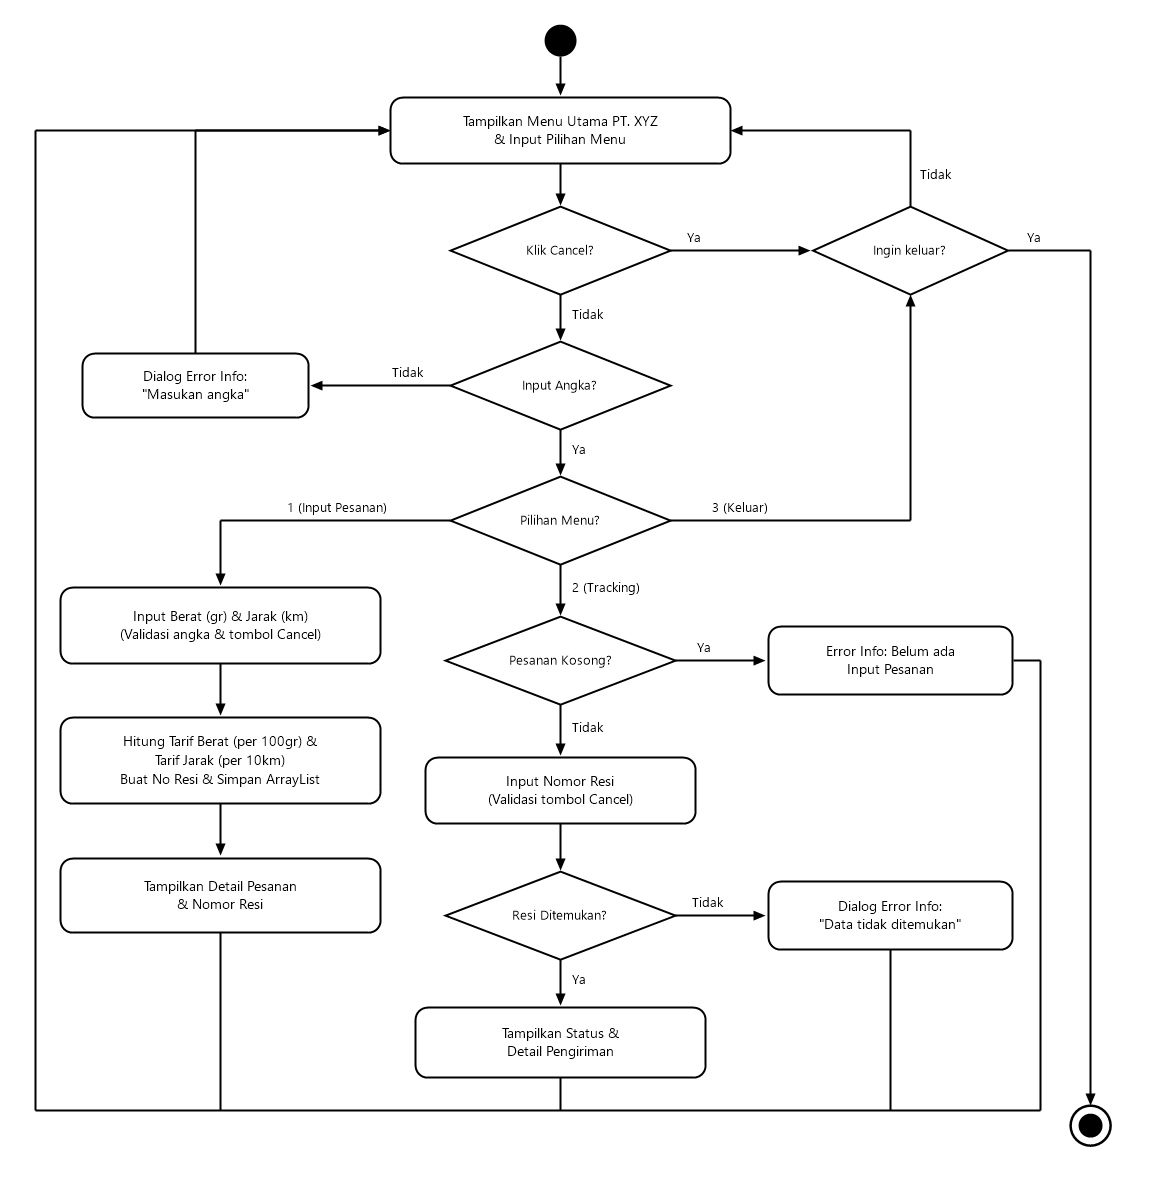 Tampilkan Menu Utama PT. XYZ
& Input Pilihan Menu
Tidak
Klik Cancel?
Ya
Ingin keluar?
Ya
Tidak
Dialog Error Info:
"Masukan angka"
Tidak
Input Angka?
Ya
1 (Input Pesanan)
Pilihan Menu?
3 (Keluar)
2 (Tracking)
Input Berat (gr) & Jarak (km)
(Validasi angka & tombol Cancel)
Pesanan Kosong?
Ya
Error Info: Belum ada
Input Pesanan
Tidak
Hitung Tarif Berat (per 100gr) &
Tarif Jarak (per 10km)
Buat No Resi & Simpan ArrayList
Input Nomor Resi
(Validasi tombol Cancel)
Tampilkan Detail Pesanan
& Nomor Resi
Resi Ditemukan?
Tidak
Dialog Error Info:
"Data tidak ditemukan"
Ya
Tampilkan Status &
Detail Pengiriman